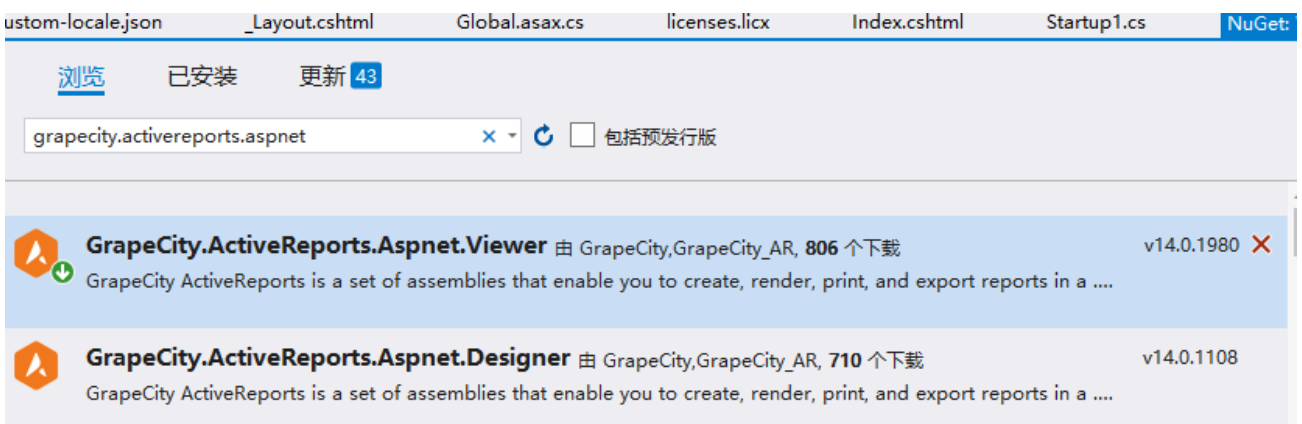 ustom-locale.json _Layout.cshtml Global.asax.cs licenses.licx Index.cshtml Startup1.cs NuGet:
浏览 已安装 更新 43
grapecity.activereports.aspnet 包括预发行版
GrapeCity.ActiveReports.Aspnet.Viewer 由 GrapeCity,GrapeCity_AR, 806 个下载 v14.0.1980
GrapeCity ActiveReports is a set of assemblies that enable you to create, render, print, and export reports in a ....
GrapeCity.ActiveReports.Aspnet.Designer 由 GrapeCity,GrapeCity_AR, 710 个下载 v14.0.1108
GrapeCity ActiveReports is a set of assemblies that enable you to create, render, print, and export reports in a ....